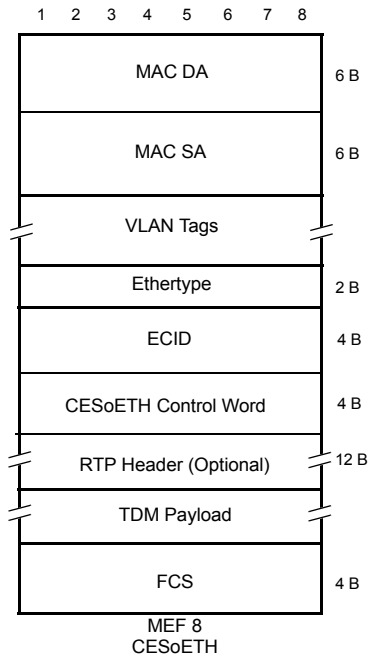 1 2 3 4 5 6 7 8
MAC DA 6 B
MAC SA 6 B
VLAN Tags
Ethertype 2 B
ECID 4 B
CESoETH Control Word 4 B
RTP Header (Optional) 12 B
TDM Payload
FCS 4 B
MEF 8
CESoETH